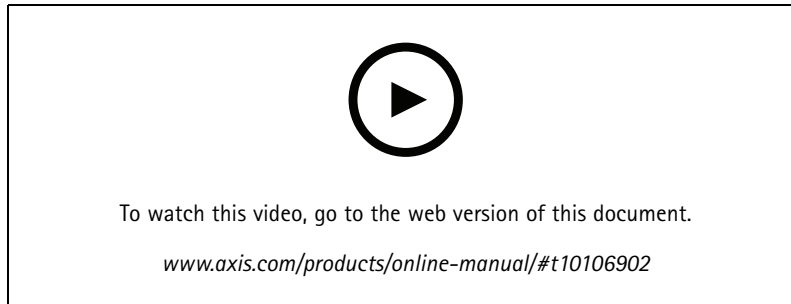 To watch this video, go to the web version of this document.
www.axis.com/products/online-manual/#t10106902